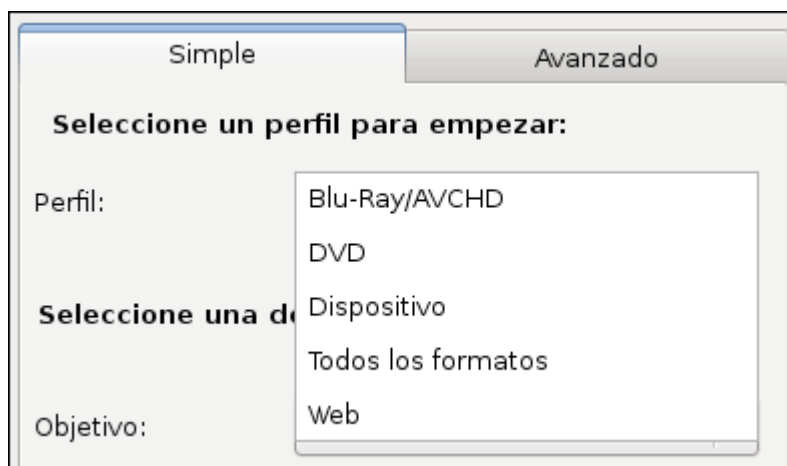 Simple
Avanzado
Seleccione un perfil para empezar:
Perfil:
Blu-Ray/AVCHD
DVD
Dispositivo
Todos los formatos
Web
Seleccione una
Objetivo: